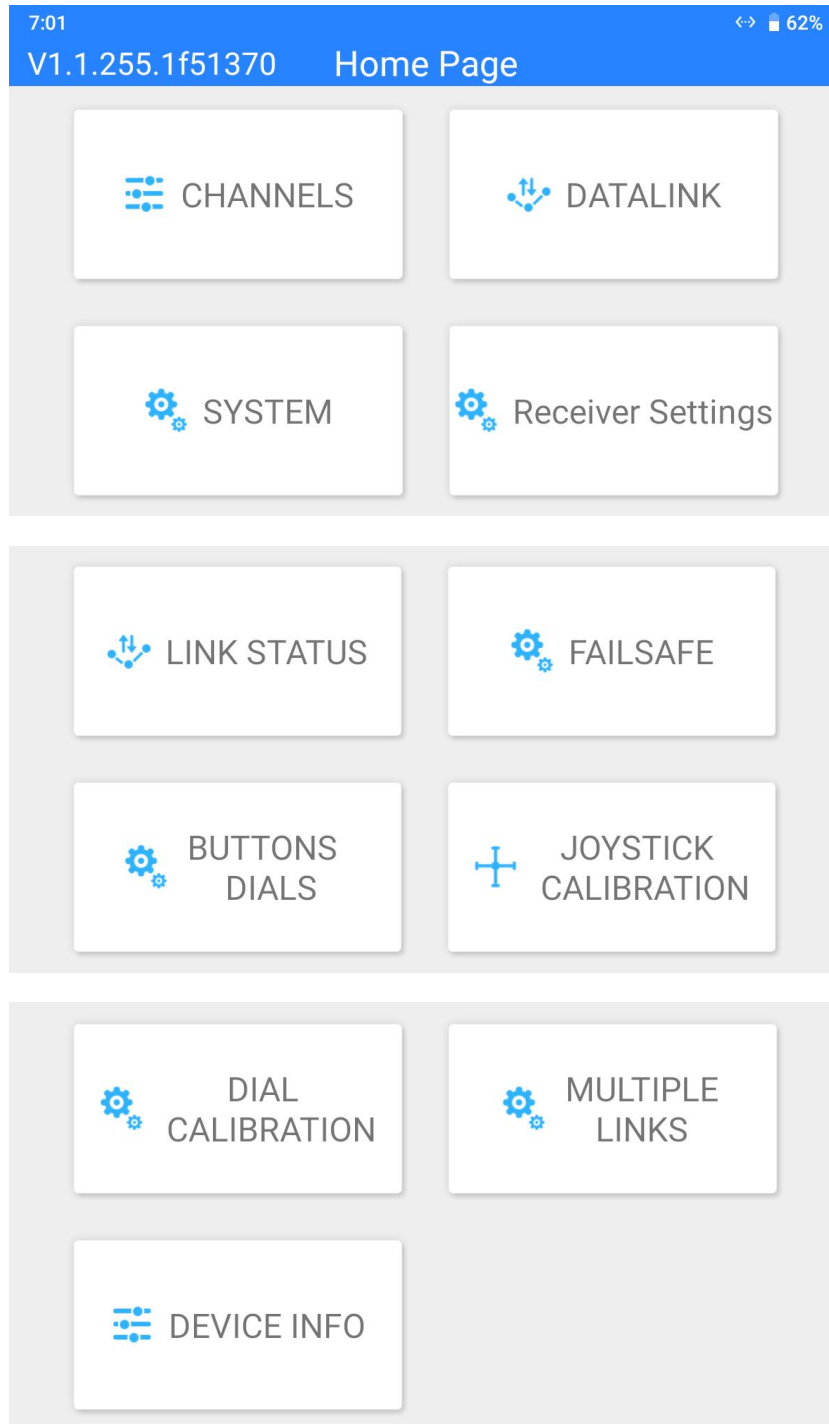 7:01 62%
V1.1.255.1f51370 Home Page
CHANNELS DATALINK
SYSTEM Receiver Settings
LINK STATUS FAILSAFE
BUTTONS
DIALS
JOYSTICK
CALIBRATION
DIAL
CALIBRATION
MULTIPLE
LINKS
DEVICE INFO